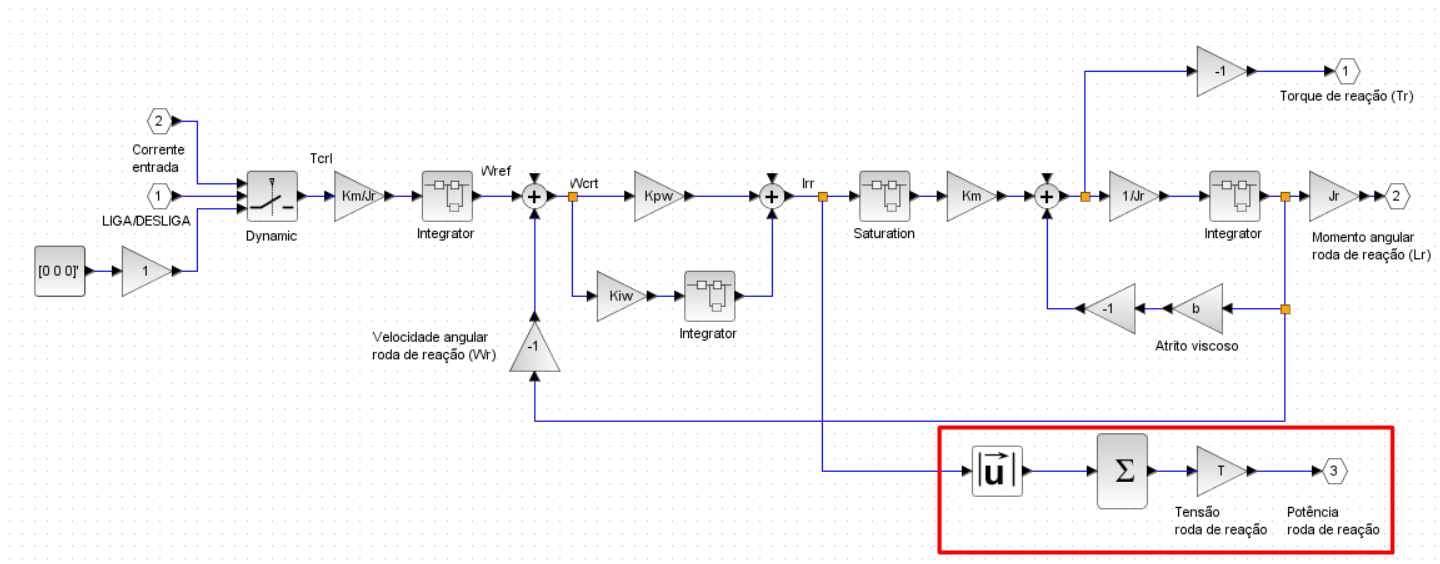 -1
1
Torque de reação (Tr)
2
Corrente
entrada
Tcrl
Wref
Wcrt
Irr
1
LIGA/DESLIGA
Dynamic
Km/Jr
Integrator
+
Kpw
+
Saturation
Km
+
1/Jr
Integrator
Jr
2
Momento angular
roda de reação (Lr)
[0 0 0]'
1
Kiw
Integrator
-1
b
Atrito viscoso
Velocidade angular
roda de reação (Wr)
-1
|u|
Σ
T
3
Tensão
roda de reação
Potência
roda de reação